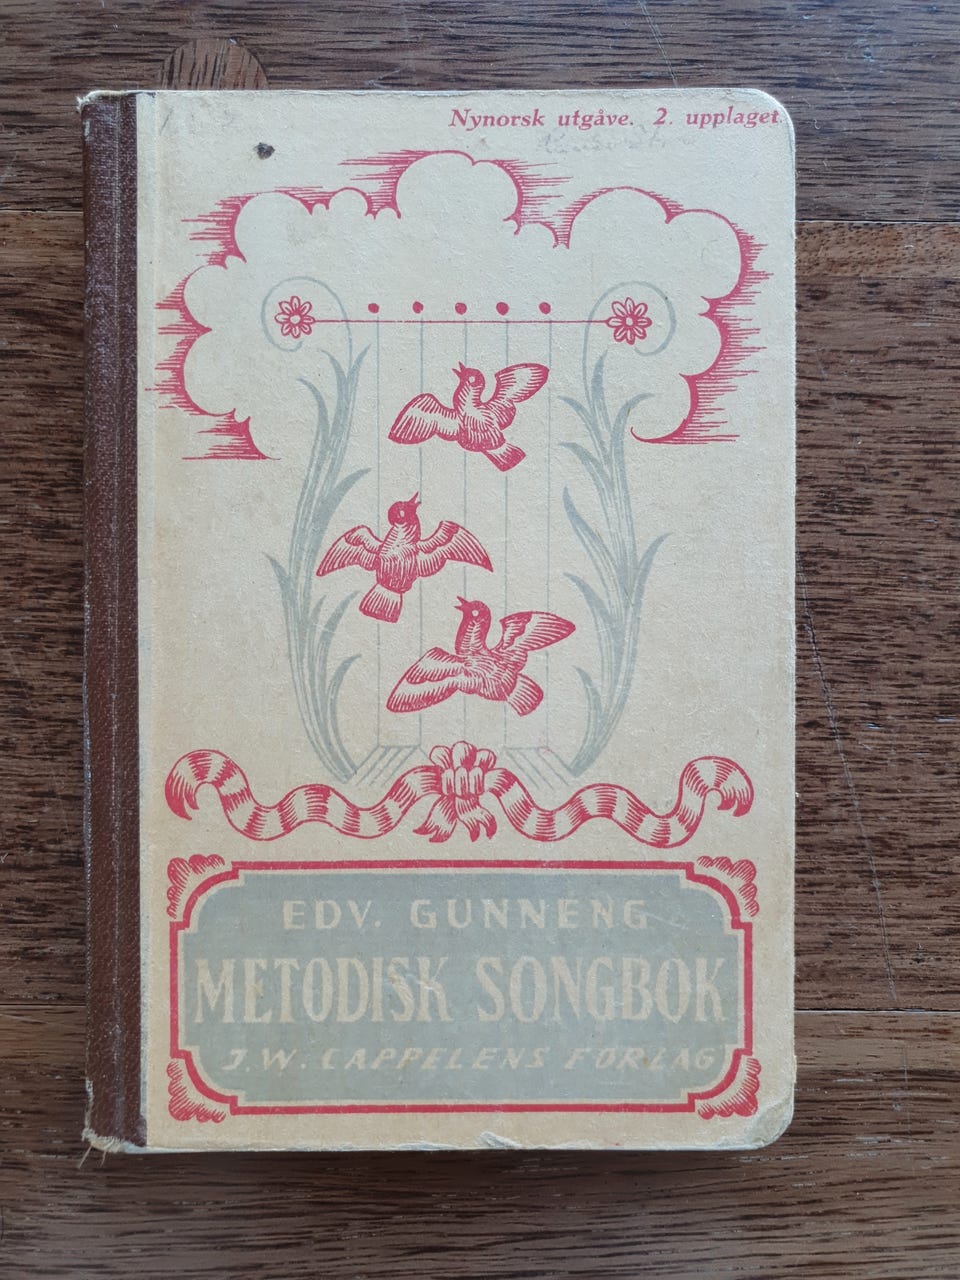 Nynorsk utgåve. 2. upplaget
EDV. GUNNENG
METODISK SONGBOK
J.W. CAPPELENS FORLAG